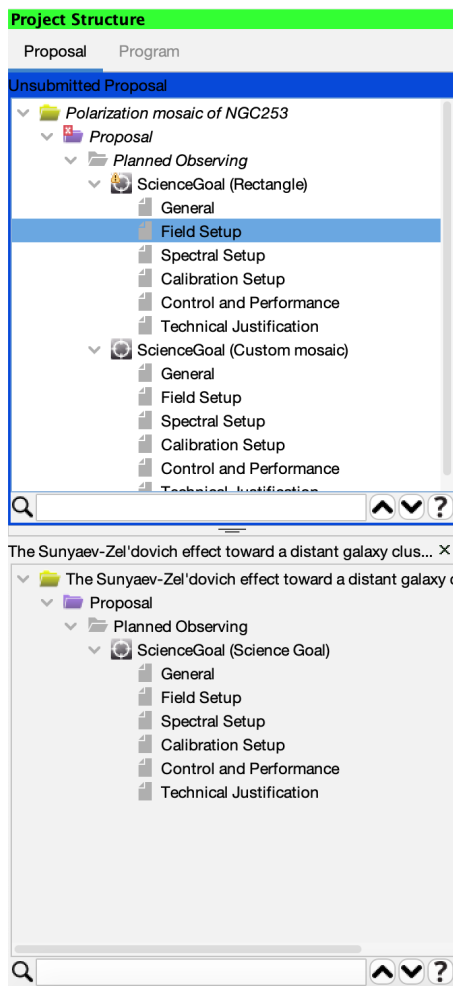 Project Structure
Proposal Program
Unsubmitted Proposal
Polarization mosaic of NGC253
Proposal
Planned Observing
ScienceGoal (Rectangle)
General
Field Setup
Spectral Setup
Calibration Setup
Control and Performance
Technical Justification
ScienceGoal (Custom mosaic)
General
Field Setup
Spectral Setup
Calibration Setup
Control and Performance
Technical Justification
?
The Sunyaev-Zel'dovich effect toward a distant galaxy clus...
The Sunyaev-Zel'dovich effect toward a distant galaxy
Proposal
Planned Observing
ScienceGoal (Science Goal)
General
Field Setup
Spectral Setup
Calibration Setup
Control and Performance
Technical Justification
?